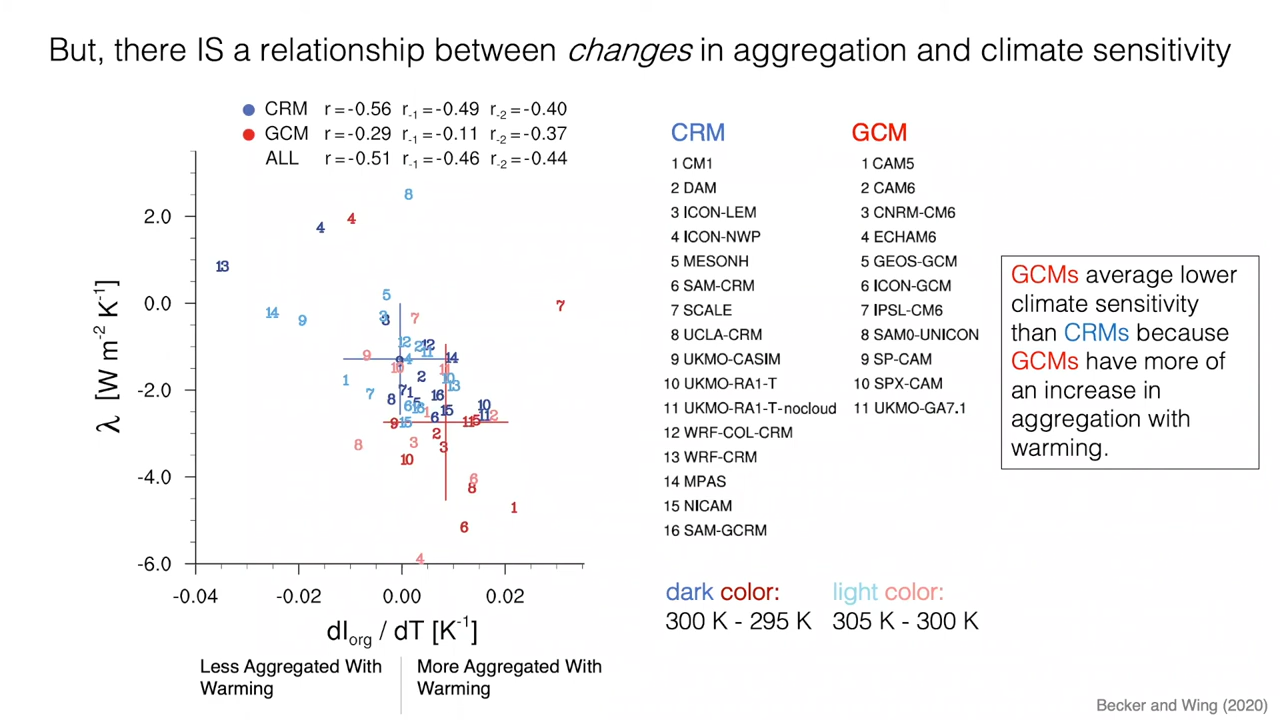 But, there IS a relationship between changes in aggregation and climate sensitivity
CRM r=-0.56 r-1=-0.49 r-2=-0.40
GCM r=-0.29 r-1=-0.11 r-2=-0.37
ALL r=-0.51 r-1=-0.46 r-2=-0.44
2.0
0.0
-2.0
-4.0
-6.0
λ [W m-2 K-1]
-0.04 -0.02 0.00 0.02
dIorg / dT [K-1]
Less Aggregated With
Warming
More Aggregated With
Warming
CRM
1 CM1
2 DAM
3 ICON-LEM
4 ICON-NWP
5 MESONH
6 SAM-CRM
7 SCALE
8 UCLA-CRM
9 UKMO-CASIM
10 UKMO-RA1-T
11 UKMO-RA1-T-nocloud
12 WRF-COL-CRM
13 WRF-CRM
14 MPAS
15 NICAM
16 SAM-GCRM
GCM
1 CAM5
2 CAM6
3 CNRM-CM6
4 ECHAM6
5 GEOS-GCM
6 ICON-GCM
7 IPSL-CM6
8 SAM0-UNICON
9 SP-CAM
10 SPX-CAM
11 UKMO-GA7.1
dark color:
300 K - 295 K
light color:
305 K - 300 K
GCMs average lower
climate sensitivity
than CRMs because
GCMs have more of
an increase in
aggregation with
warming.
Becker and Wing (2020)